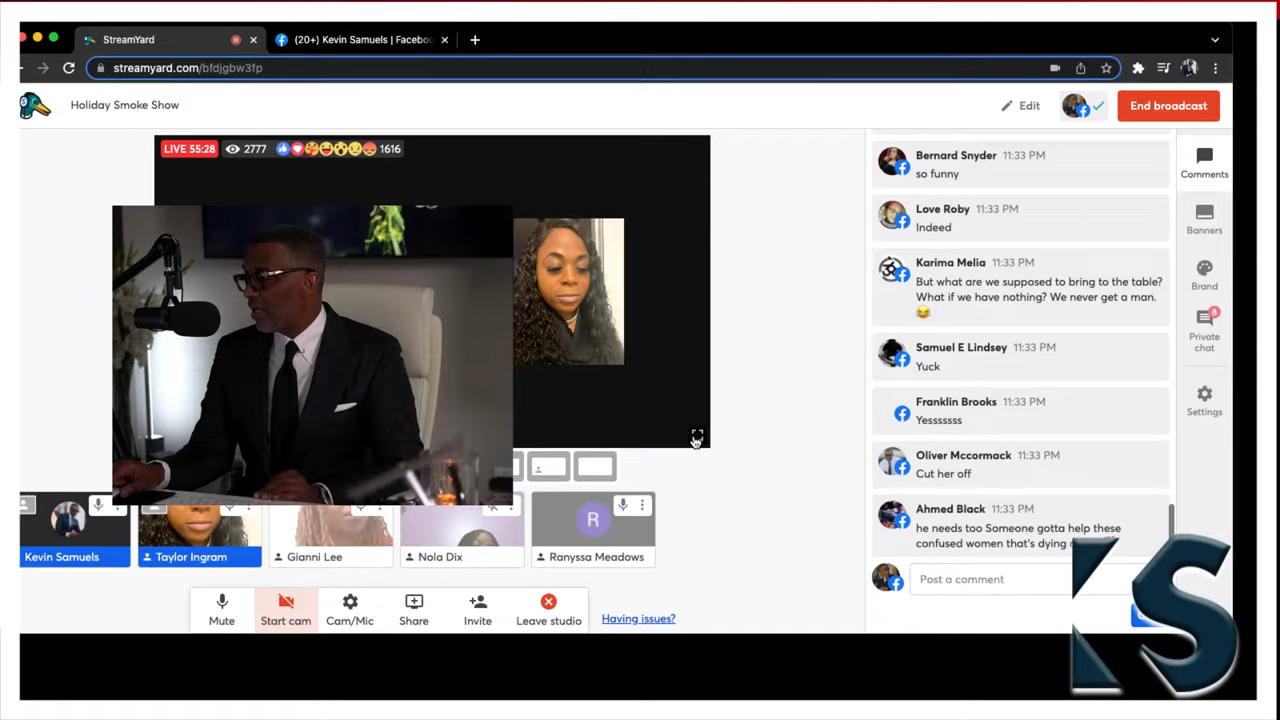 StreamYard
(20+) Kevin Samuels | Faceboo
streamyard.com/bfdjgbw3fp
Holiday Smoke Show
Edit
End broadcast
LIVE 55:28
2777
1616
Bernard Snyder 11:33 PM
so funny
Love Roby 11:33 PM
Indeed
Karima Melia 11:33 PM
But what are we supposed to bring to the table?
What if we have nothing? We never get a man.
Samuel E Lindsey 11:33 PM
Yuck
Franklin Brooks 11:33 PM
Yesssssss
Oliver Mccormack 11:33 PM
Cut her off
Ahmed Black 11:33 PM
he needs too Someone gotta help these
confused women that's dying
Post a comment
Comments
Banners
Brand
8
Private
chat
Settings
Kevin Samuels
Taylor Ingram
Gianni Lee
Nola Dix
R
Ranyssa Meadows
Mute
Start cam
Cam/Mic
Share
Invite
Leave studio
Having issues?
KS